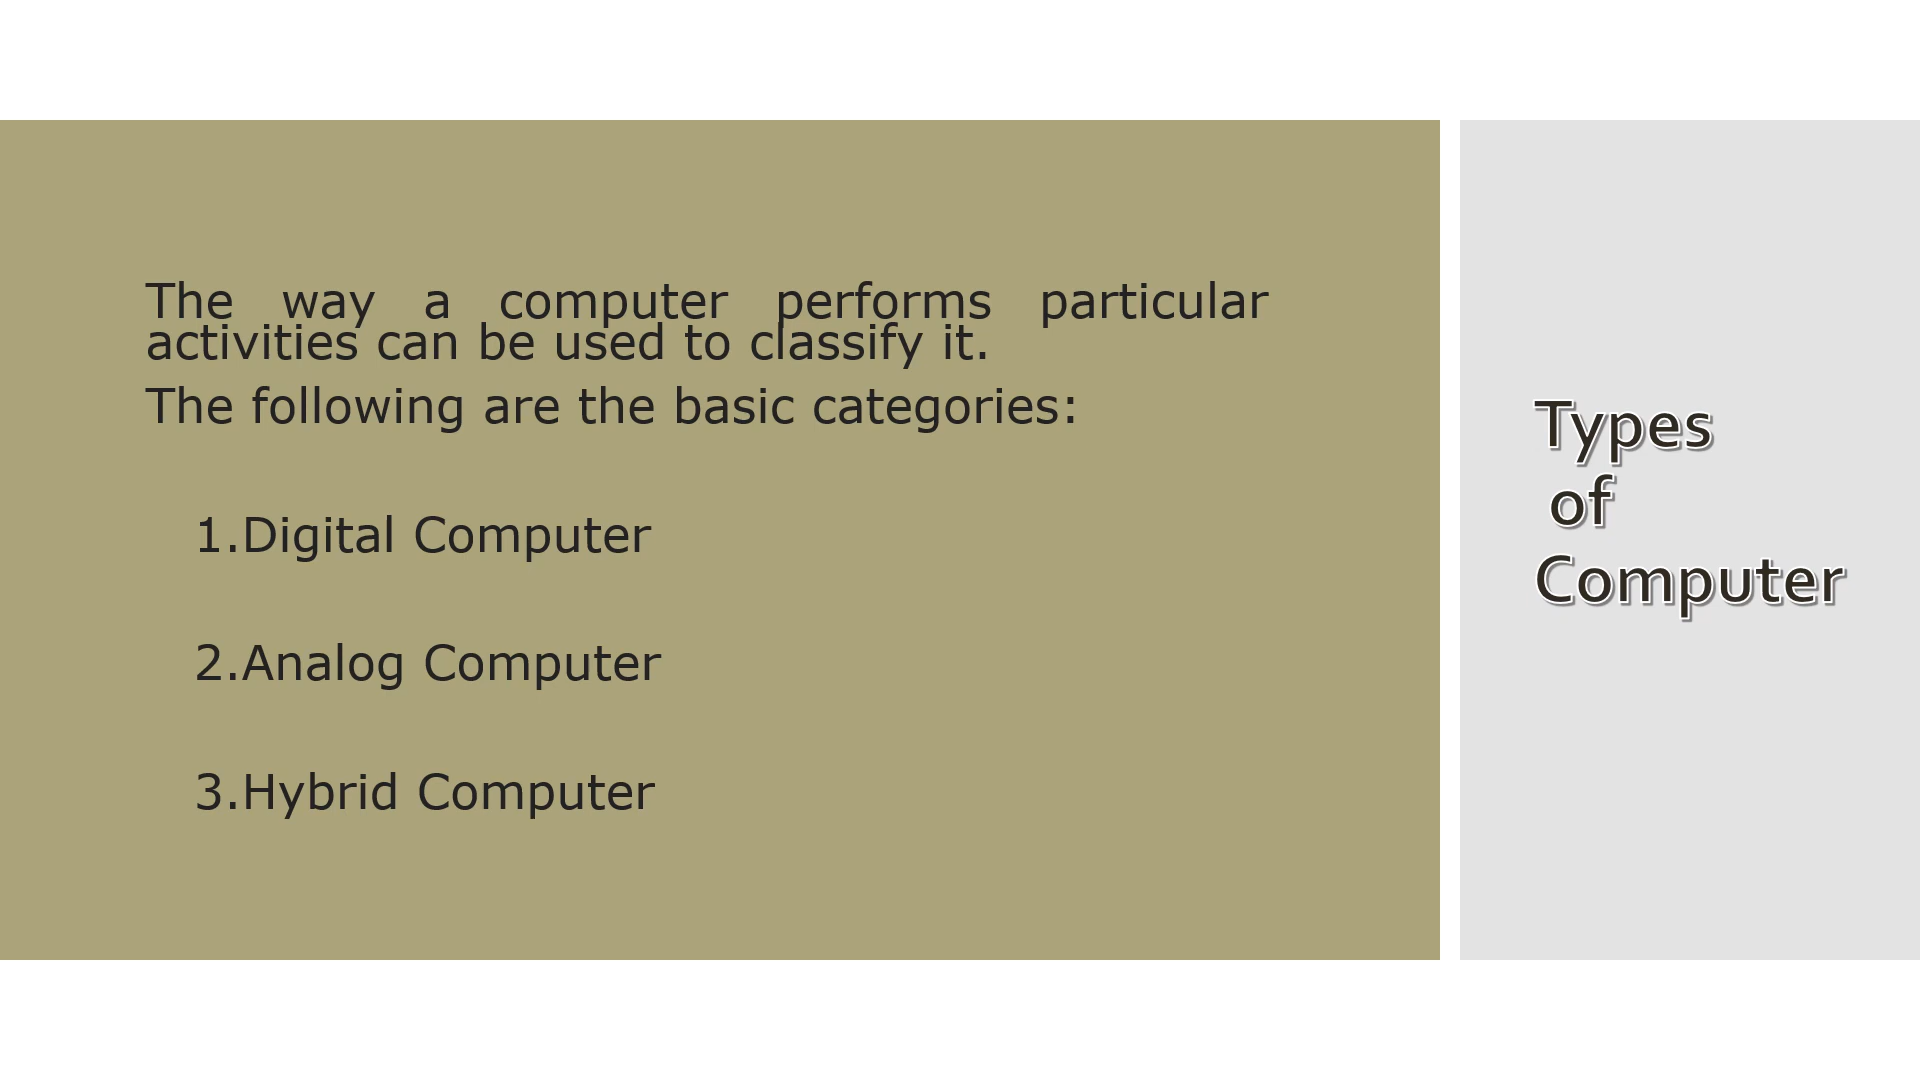 The way a computer performs particular
activities can be used to classify it.
The following are the basic categories:
1.Digital Computer
2.Analog Computer
3.Hybrid Computer
Types
of
Computer